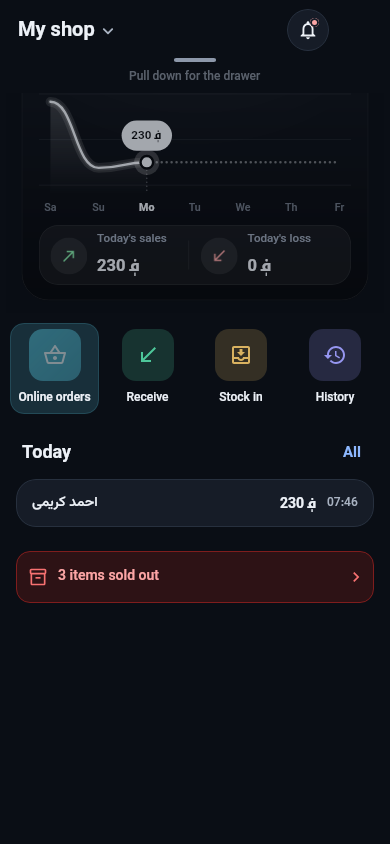 My shop
Pull down for the drawer
230 ؋
Sa Su Mo Tu We Th Fr
Today's sales
230 ؋
Today's loss
0 ؋
Online orders
Receive
Stock in
History
Today
All
احمد کریمی
230 ؋
07:46
3 items sold out